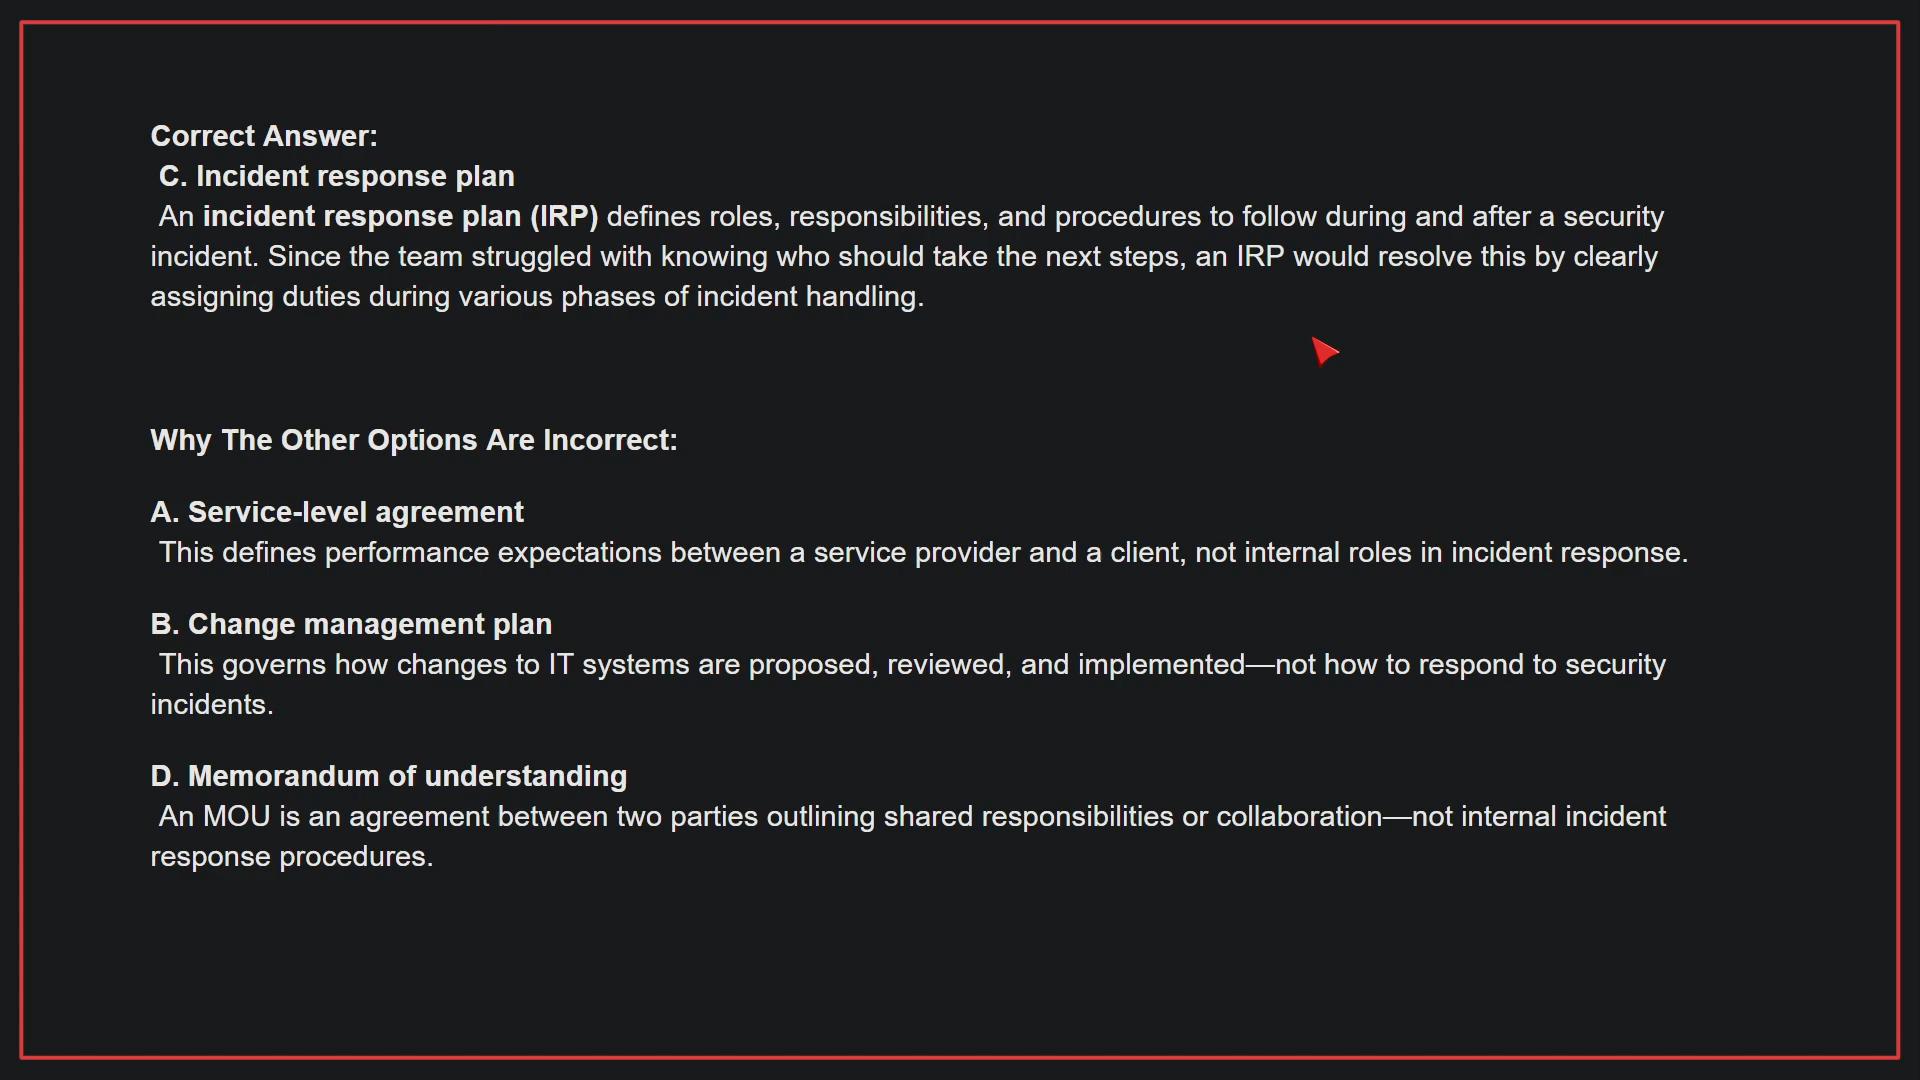 Correct Answer:
C. Incident response plan
An incident response plan (IRP) defines roles, responsibilities, and procedures to follow during and after a security
incident. Since the team struggled with knowing who should take the next steps, an IRP would resolve this by clearly
assigning duties during various phases of incident handling.
Why The Other Options Are Incorrect:
A. Service-level agreement
This defines performance expectations between a service provider and a client, not internal roles in incident response.
B. Change management plan
This governs how changes to IT systems are proposed, reviewed, and implemented—not how to respond to security
incidents.
D. Memorandum of understanding
An MOU is an agreement between two parties outlining shared responsibilities or collaboration—not internal incident
response procedures.